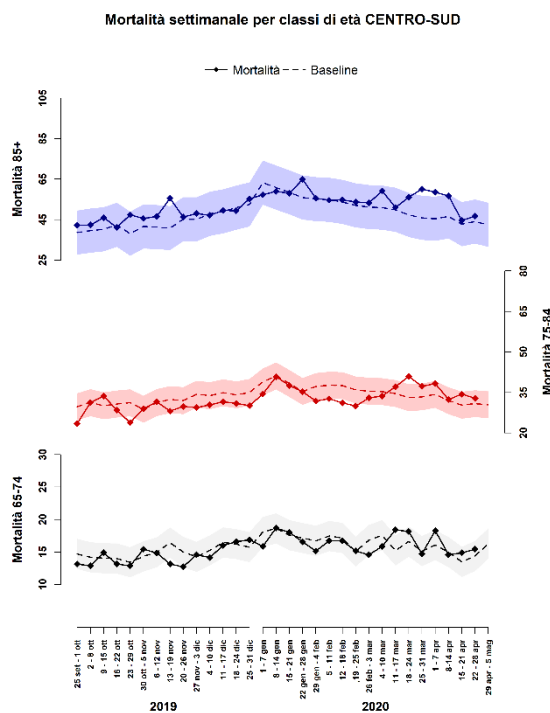 Mortalità settimanale per classi di età CENTRO-SUD
Mortalità
Baseline
Mortalità 85+
105
85
65
45
25
Mortalità 75-84
80
65
50
35
20
Mortalità 65-74
30
25
20
15
10
25 set - 1 ott
2 - 8 ott
9 - 15 ott
16 - 22 ott
23 - 29 ott
30 ott - 5 nov
6 - 12 nov
13 - 19 nov
20 - 26 nov
27 nov - 3 dic
4 - 10 dic
11 - 17 dic
18 - 24 dic
25 - 31 dic
1 - 7 gen
8 - 14 gen
15 - 21 gen
22 gen - 28 gen
29 gen - 4 feb
5 - 11 feb
12 - 18 feb
19 - 25 feb
26 feb - 3 mar
4 - 10 mar
11 - 17 mar
18 - 24 mar
25 - 31 mar
1 - 7 apr
8-14 apr
15 - 21 apr
22 - 28 apr
29 apr - 5 mag
2019
2020